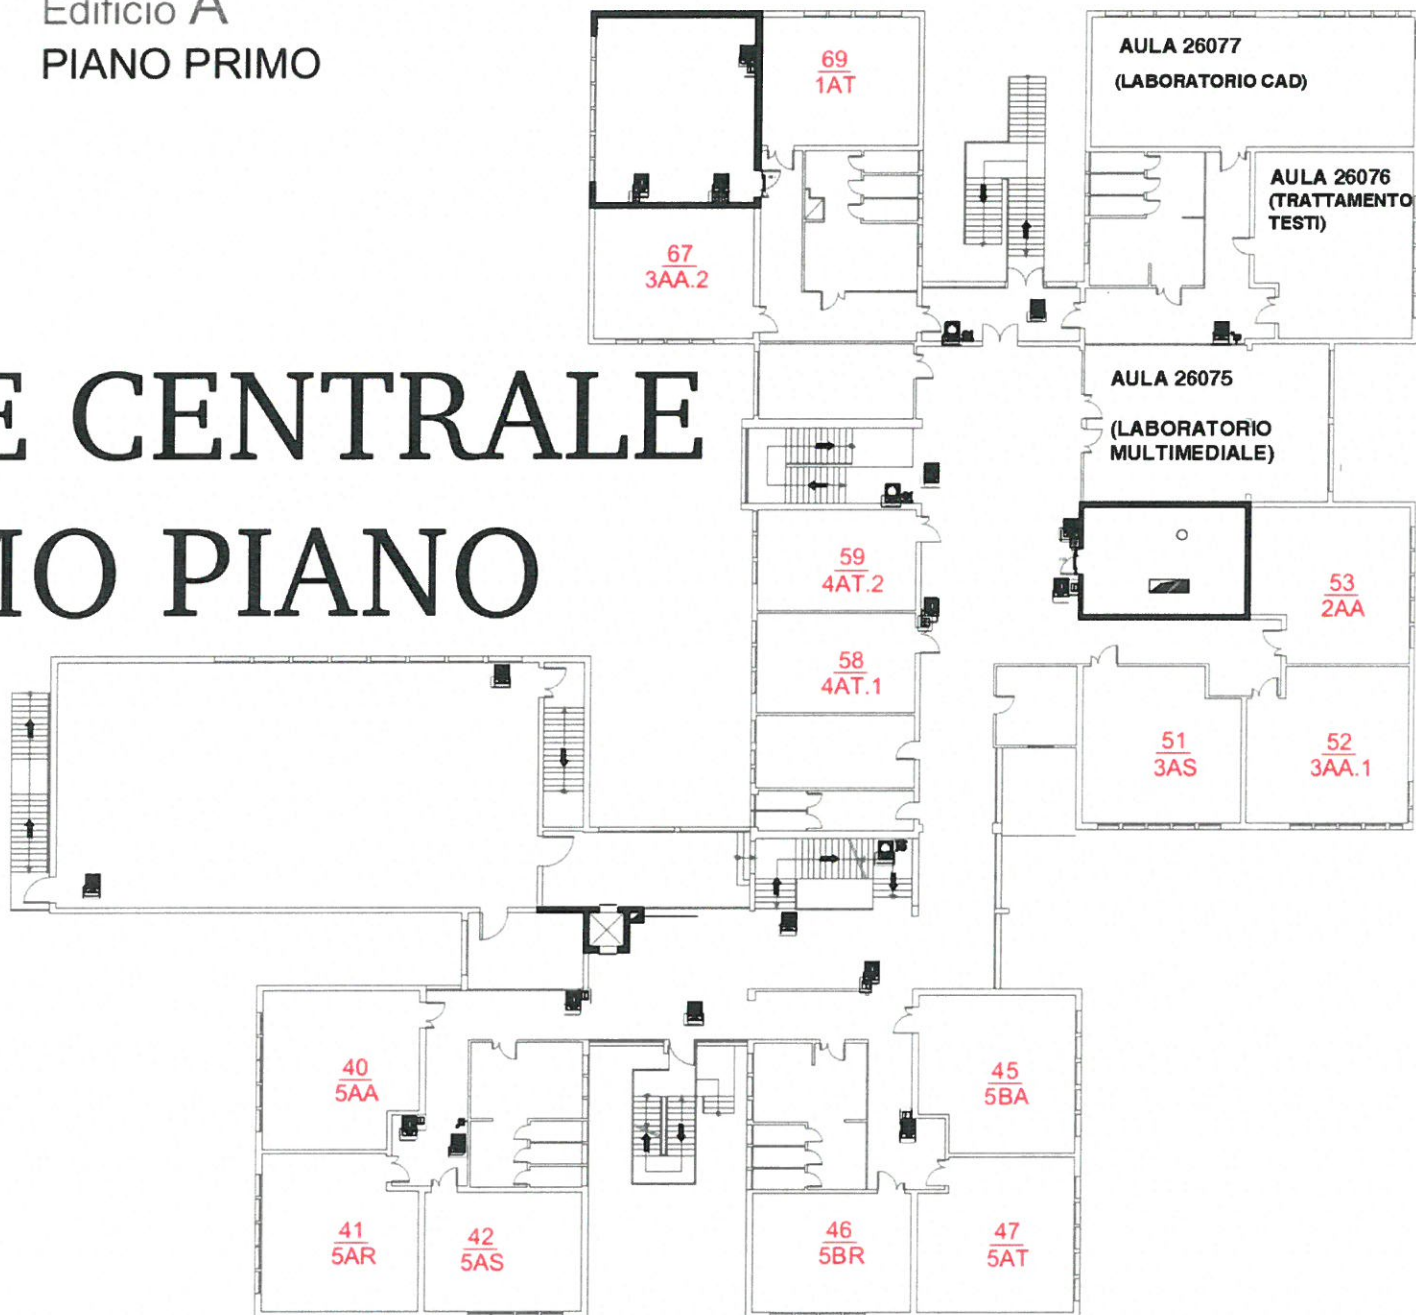 Edificio A
PIANO PRIMO
69
1AT
AULA 26077
(LABORATORIO CAD)
AULA 26076
(TRATTAMENTO
TESTI)
67
3AA.2
E CENTRALE
AULA 26075
(LABORATORIO
MULTIMEDIALE)
IO PIANO
59
4AT.2
53
2AA
58
4AT.1
51
3AS
52
3AA.1
40
5AA
45
5BA
41
5AR
42
5AS
46
5BR
47
5AT